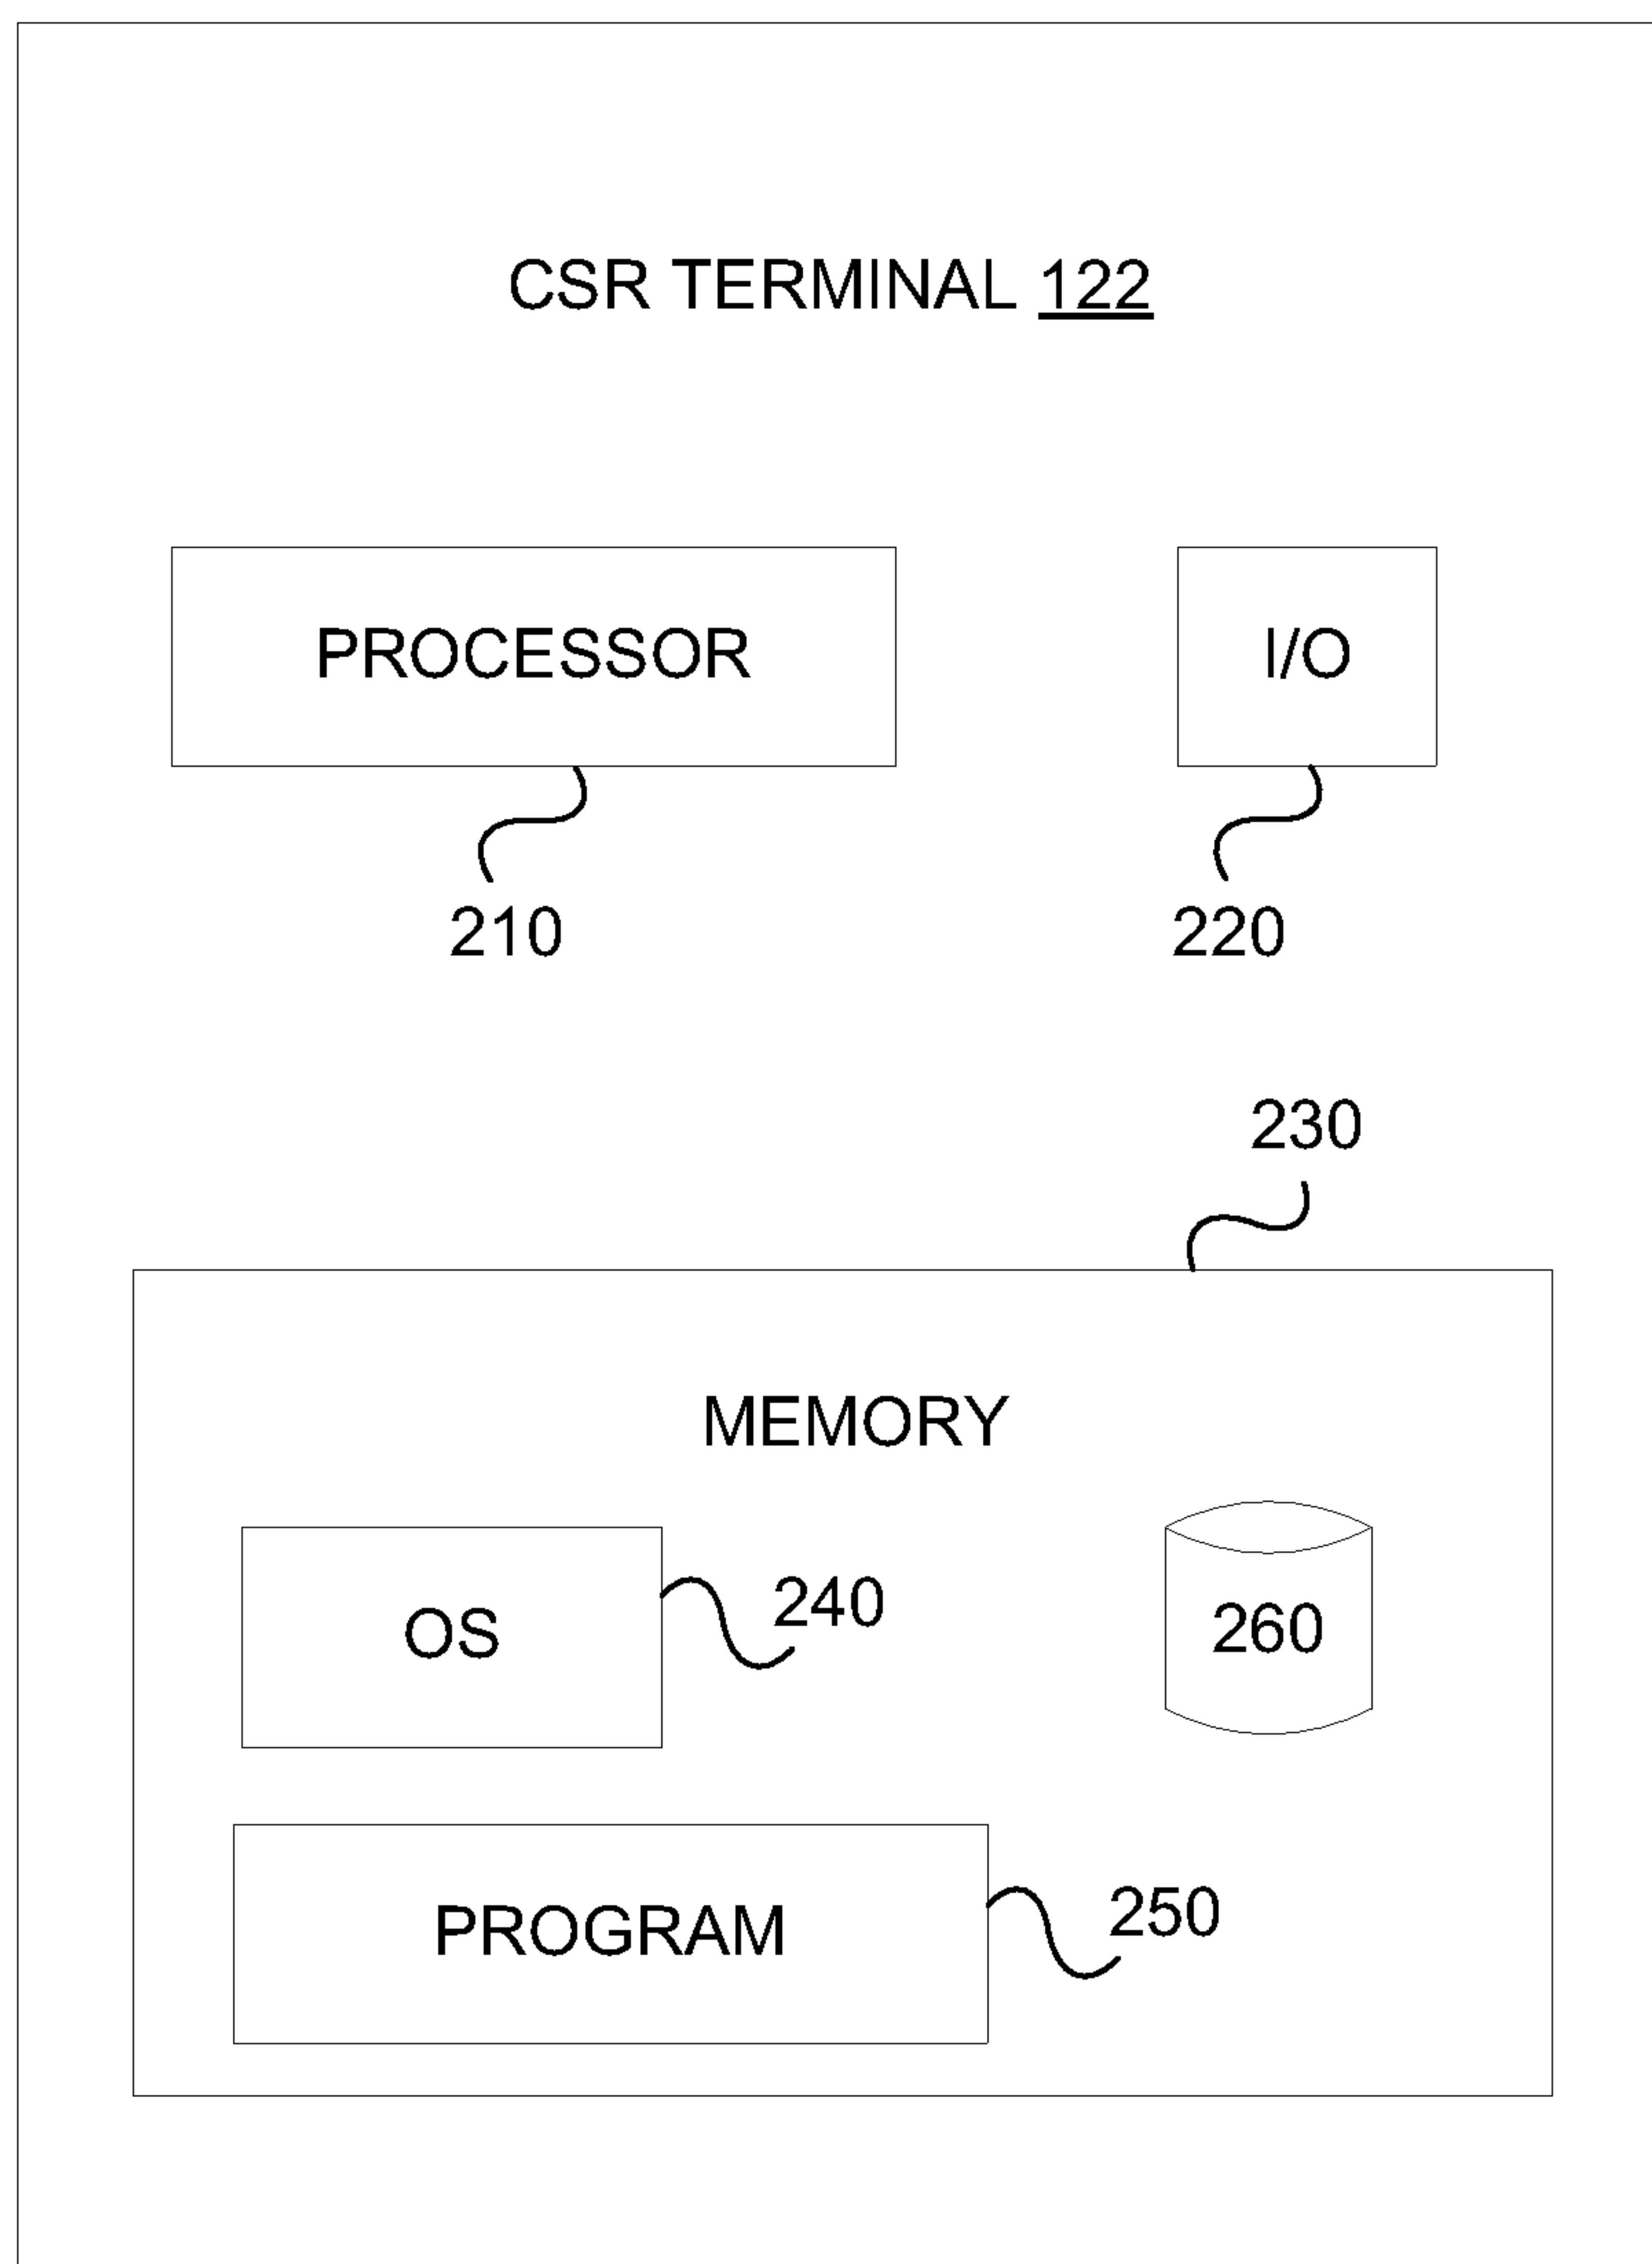 CSR TERMINAL 122
PROCESSOR
I/O
210
220
230
MEMORY
OS
240
260
PROGRAM
250